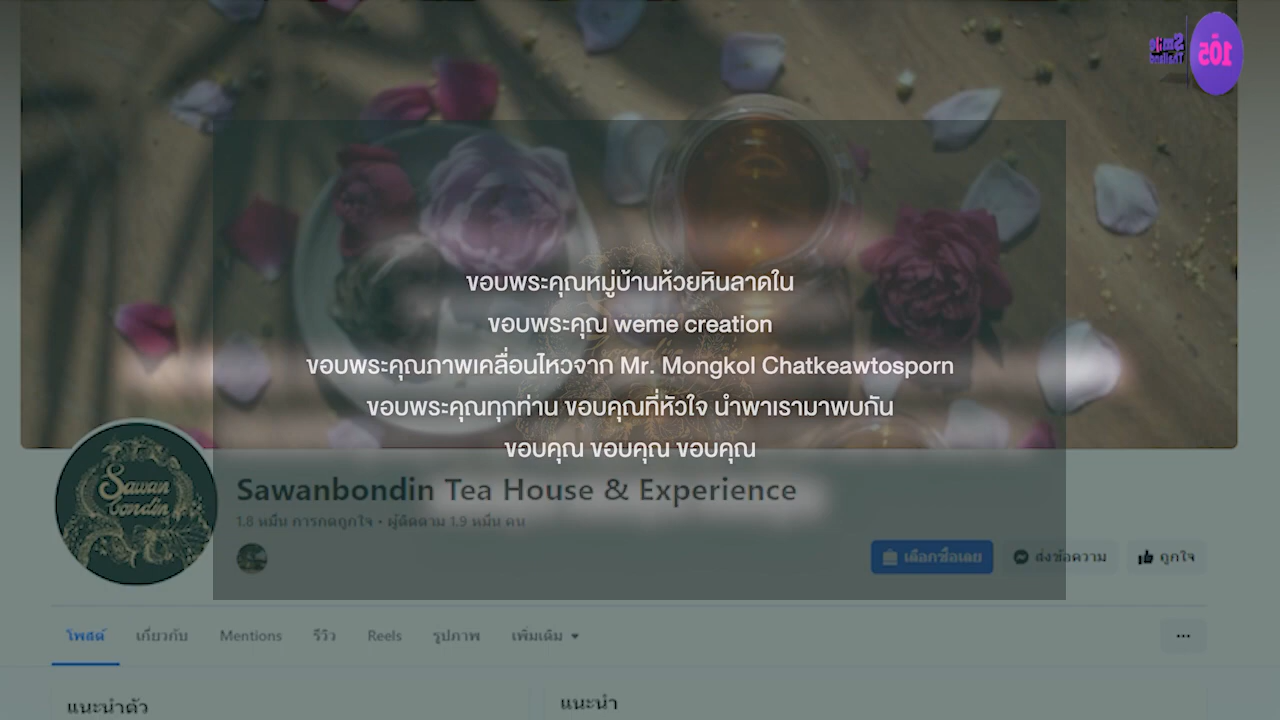 105
Smile
Thailand
ขอบพระคุณหมู่บ้านห้วยหินลาดใน
ขอบพระคุณ weme creation
ขอบพระคุณภาพเคลื่อนไหวจาก Mr. Mongkol Chatkeawtosporn
ขอบพระคุณทุกท่าน ขอบคุณที่หัวใจ นำพาเรามาพบกัน
ขอบคุณ ขอบคุณ ขอบคุณ
Sawan
bondin
Sawanbondin Tea House & Experience
1.8 หมื่น การกดถูกใจ • ผู้ติดตาม 1.9 หมื่น คน
เลือกซื้อเลย ส่งข้อความ ถูกใจ
โพสต์ เกี่ยวกับ Mentions รีวิว Reels รูปภาพ เพิ่มเติม
แนะนำตัว แนะนำ